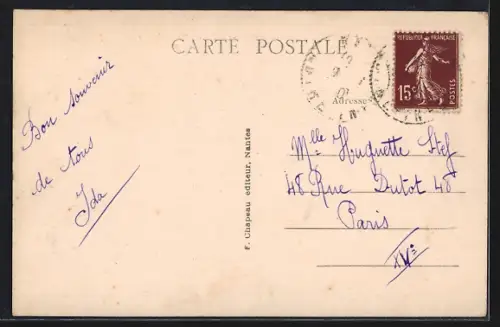 CARTE POSTALE
REPUBLIQUE FRANÇAISE
15c
POSTES
Adresse
Bon souvenir
de tous
Ida
Mlle Huguette Stef
48 Rue Dutot 48
Paris
XVe
F. Chapeau éditeur, Nantes